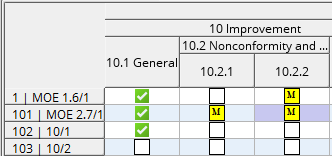 10 Improvement
10.1 General
10.2 Nonconformity and ...
10.2.1
10.2.2
1 | MOE 1.6/1
M
101 | MOE 2.7/1
M
M
102 | 10/1
103 | 10/2